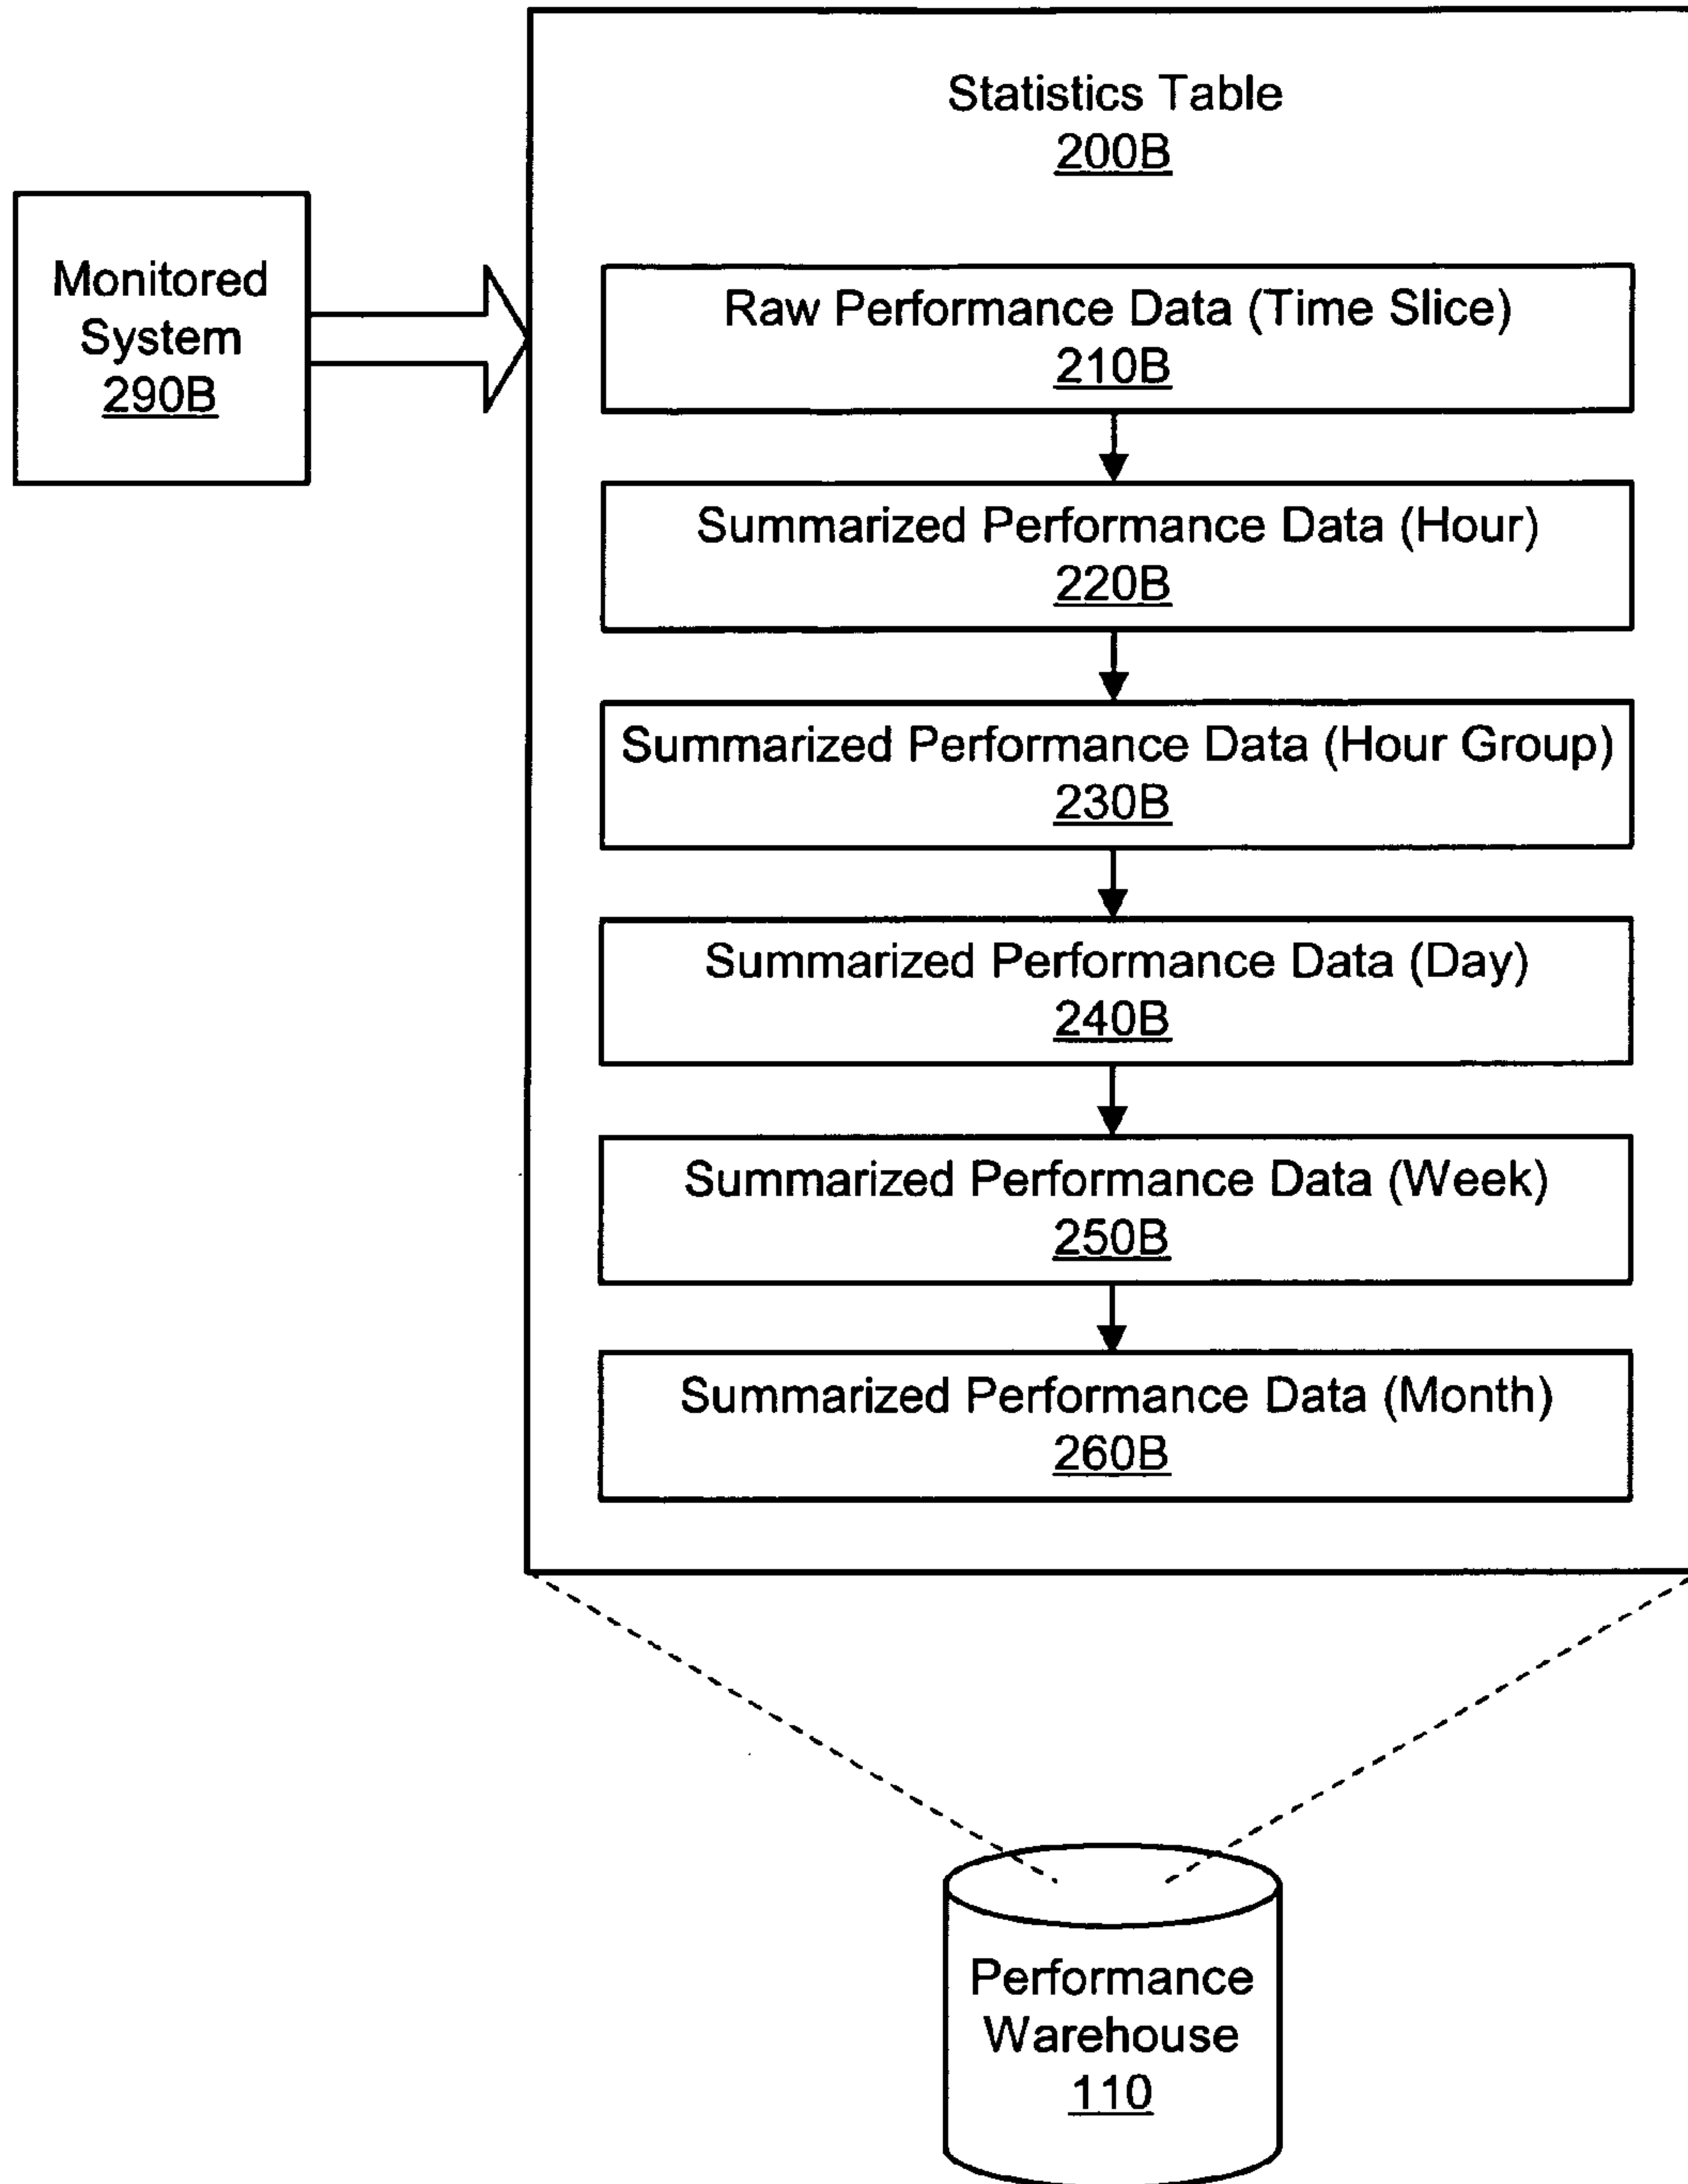 Statistics Table
200B
Monitored
System
290B
Raw Performance Data (Time Slice)
210B
Summarized Performance Data (Hour)
220B
Summarized Performance Data (Hour Group)
230B
Summarized Performance Data (Day)
240B
Summarized Performance Data (Week)
250B
Summarized Performance Data (Month)
260B
Performance
Warehouse
110